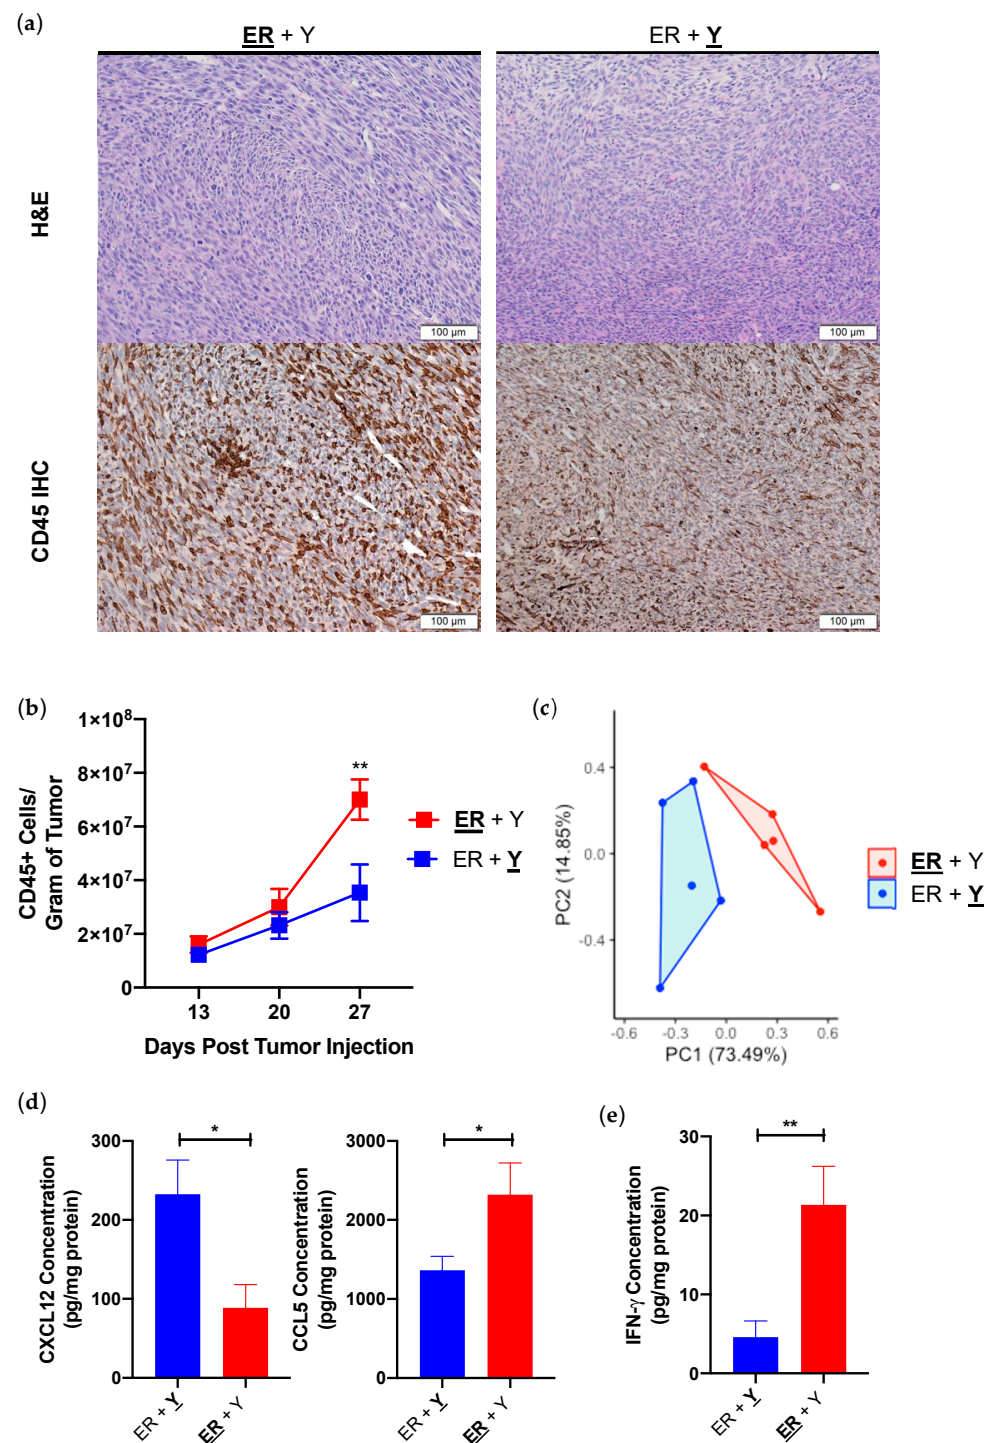 (a)
ER + Y
ER + Y
H&E
100 µm
100 µm
CD45 IHC
100 µm
100 µm
(b)
CD45+ Cells/
Gram of Tumor
1×10⁸
8×10⁷
6×10⁷
4×10⁷
2×10⁷
0
**
13
20
27
Days Post Tumor Injection
ER + Y
ER + Y
(c)
PC2 (14.85%)
0.4
0.0
-0.4
-0.6
-0.3
0.0
0.3
0.6
PC1 (73.49%)
ER + Y
ER + Y
(d)
CXCL12 Concentration
(pg/mg protein)
300
200
100
0
*
ER + Y
ER + Y
CCL5 Concentration
(pg/mg protein)
3000
2000
1000
0
*
ER + Y
ER + Y
(e)
IFN-γ Concentration
(pg/mg protein)
30
20
10
0
**
ER + Y
ER + Y